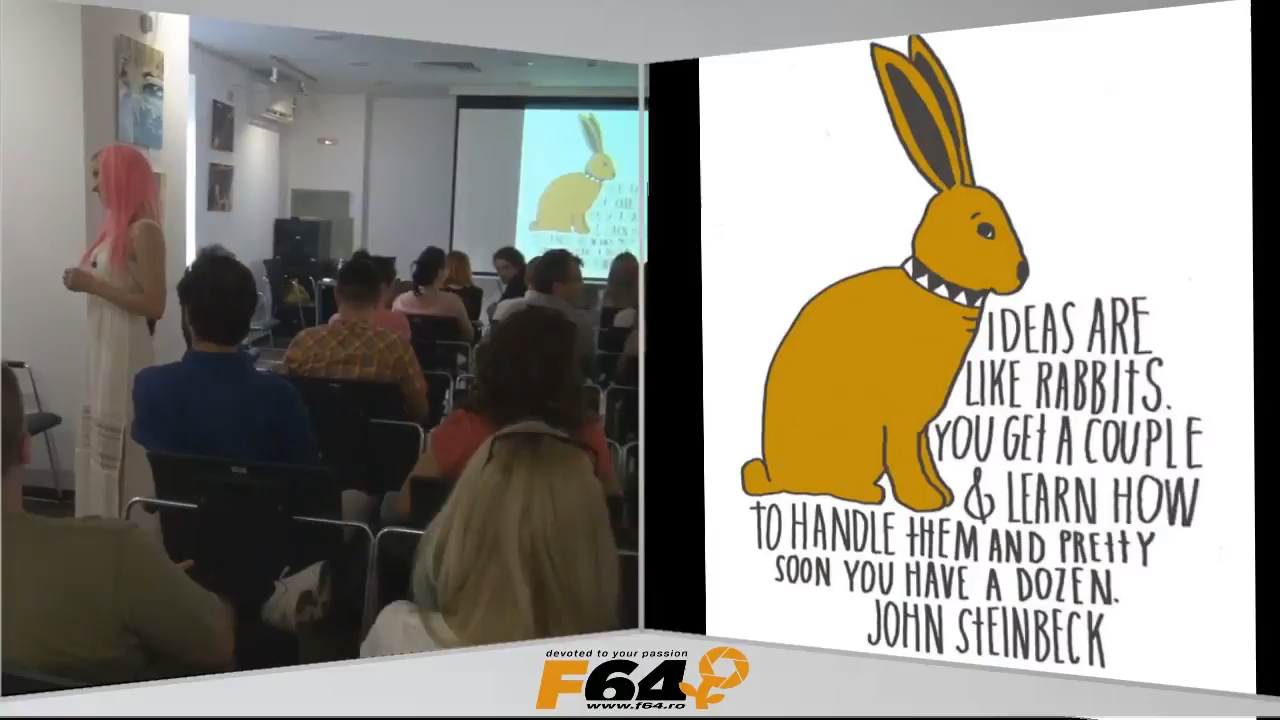 IDEAS ARE
LIKE RABBITS.
YOU GET A COUPLE
& LEARN HOW
TO HANDLE THEM AND PRETTY
SOON YOU HAVE A DOZEN.
JOHN STEINBECK
devoted to your passion
F64
www.f64.ro